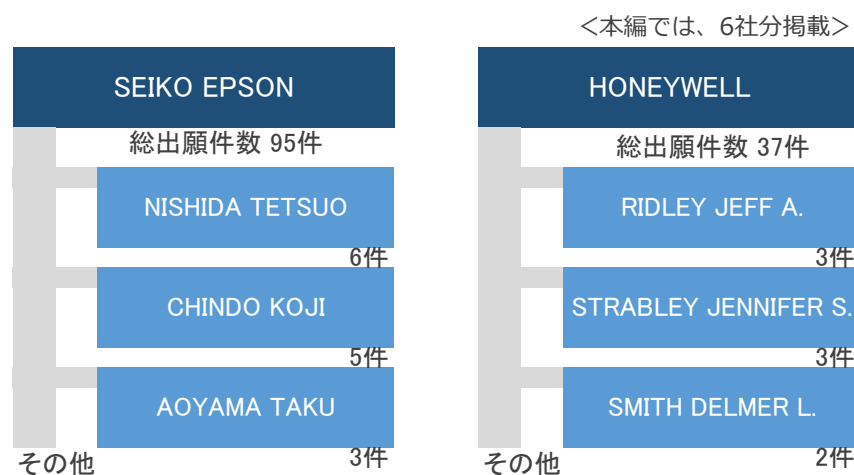 ＜本編では、6社分掲載＞
SEIKO EPSON
総出願件数 95件
NISHIDA TETSUO
6件
CHINDO KOJI
5件
AOYAMA TAKU
3件
その他
HONEYWELL
総出願件数 37件
RIDLEY JEFF A.
3件
STRABLEY JENNIFER S.
3件
SMITH DELMER L.
2件
その他